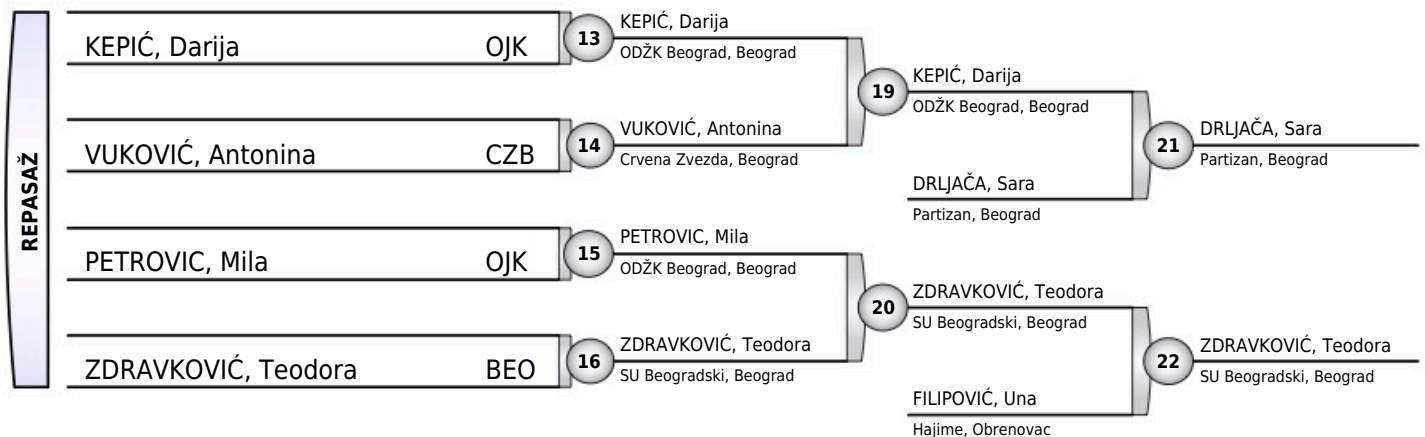 REPASAŽ
KEPIĆ, Darija OJK
VUKOVIĆ, Antonina CZB
PETROVIC, Mila OJK
ZDRAVKOVIĆ, Teodora BEO
13
KEPIĆ, Darija
ODŽK Beograd, Beograd
14
VUKOVIĆ, Antonina
Crvena Zvezda, Beograd
15
PETROVIC, Mila
ODŽK Beograd, Beograd
16
ZDRAVKOVIĆ, Teodora
SU Beogradski, Beograd
19
KEPIĆ, Darija
ODŽK Beograd, Beograd
DRLJAČA, Sara
Partizan, Beograd
20
ZDRAVKOVIĆ, Teodora
SU Beogradski, Beograd
FILIPOVIĆ, Una
Hajime, Obrenovac
21
DRLJAČA, Sara
Partizan, Beograd
22
ZDRAVKOVIĆ, Teodora
SU Beogradski, Beograd